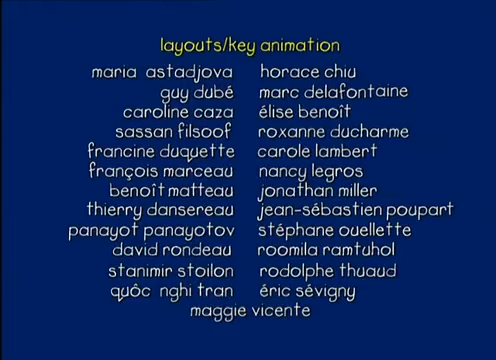 layouts/key animation
maria astadjova horace chiu
guy dubé marc delafontaine
caroline caza élise benoît
sassan filsoof roxanne ducharme
francine duquette carole lambert
françois marceau nancy legros
benoît matteau jonathan miller
thierry dansereau jean-sébastien poupart
panayot panayotov stéphane ouellette
david rondeau roomila ramtuhol
stanimir stoilon rodolphe thuaud
quôc nghi tran éric sévigny
maggie vicente